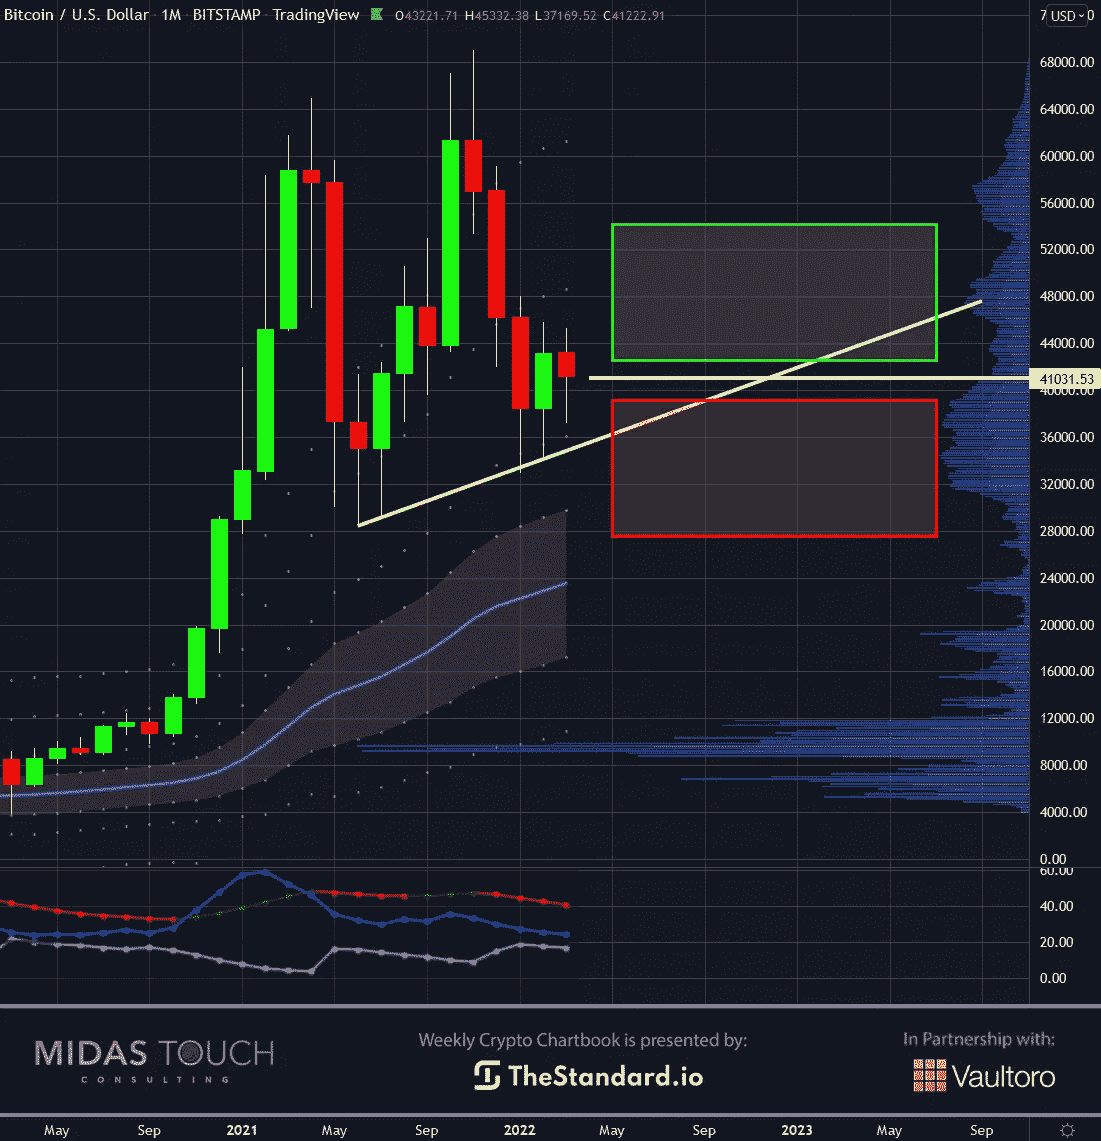 Bitcoin / U.S. Dollar 1M BITSTAMP TradingView O43221.71 H45332.38 L37169.52 C41222.91
USD
68000.00
64000.00
60000.00
56000.00
52000.00
48000.00
44000.00
41031.53
40000.00
36000.00
32000.00
28000.00
24000.00
20000.00
16000.00
12000.00
8000.00
4000.00
0.00
60.00
40.00
20.00
0.00
MIDAS TOUCH
CONSULTING
Weekly Crypto Chartbook is presented by:
TheStandard.io
In Partnership with:
Vaultoro
May Sep 2021 May Sep 2022 May Sep 2023 May Sep